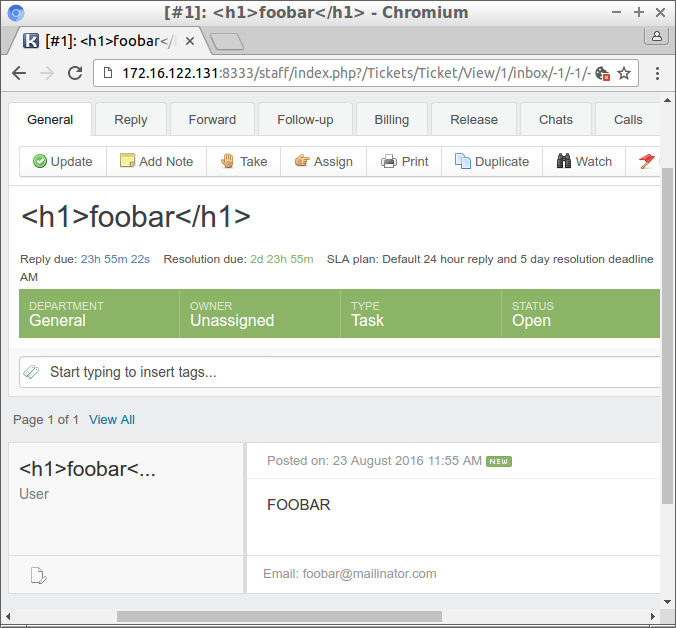 [#1]: <h1>foobar</h1> - Chromium
[#1]: <h1>foobar</
172.16.122.131:8333/staff/index.php?/Tickets/Ticket/View/1/inbox/-1/-1/-
General Reply Forward Follow-up Billing Release Chats Calls
Update Add Note Take Assign Print Duplicate Watch
<h1>foobar</h1>
Reply due: 23h 55m 22s Resolution due: 2d 23h 55m SLA plan: Default 24 hour reply and 5 day resolution deadline
AM
DEPARTMENT OWNER TYPE STATUS
General Unassigned Task Open
Start typing to insert tags...
Page 1 of 1 View All
<h1>foobar<... Posted on: 23 August 2016 11:55 AM NEW
User
FOOBAR
Email: foobar@mailinator.com